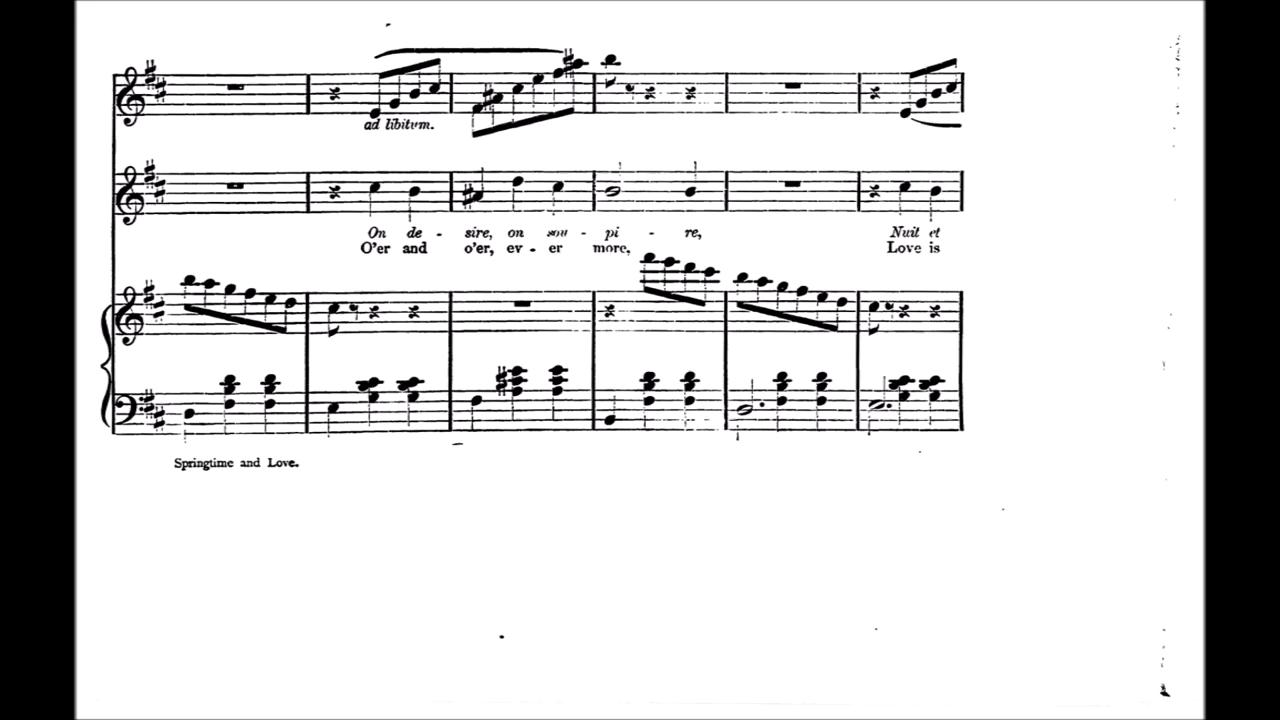 ad libitum.
On de - sire, on sou - pi - re, Nuit et
O'er and o'er, ev - er more, Love is
Springtime and Love.